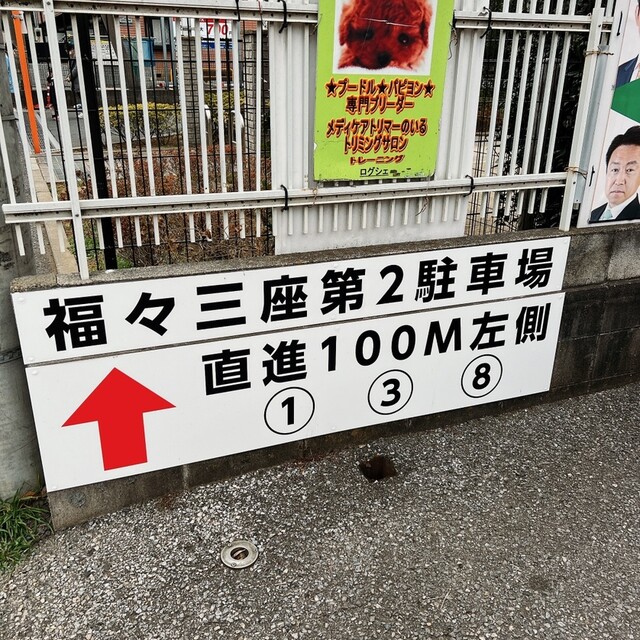 ★プードル★パピヨン★
専門ブリーダー
メディケアトリマーのいる
トリミングサロン
トレーニング
福々三座第2駐車場
直進100M左側
① ③ ⑧